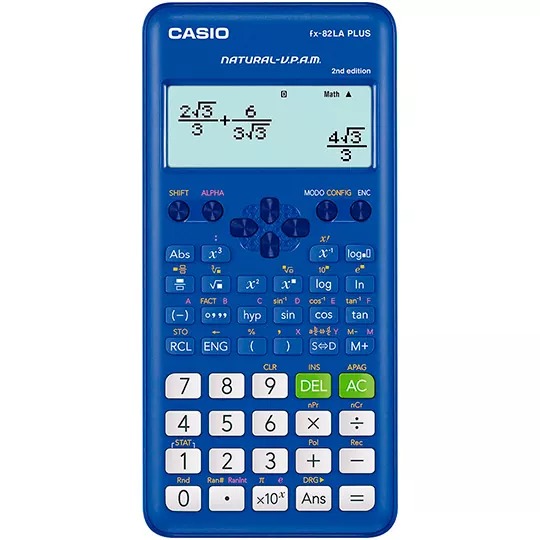 CASIO fx-82LA PLUS
NATURAL-V.P.A.M.
2nd edition
D Math ▲
2√3/3 + 6/3√3
4√3/3
SHIFT ALPHA MODO CONFIG ENC
: x!
Abs x³ x⁻¹ log■□
³√■ ■√□ 10■ e■
√■ x² x■ log ln
A FACT B C sin⁻¹ D cos⁻¹ E tan⁻¹ F
(−) °,,, hyp sin cos tan
STO ← % , X a b/c⇔d/c Y M− M
RCL ENG ( ) S⇔D M+
CLR INS APAG
7 8 9 DEL AC
nPr nCr
4 5 6 × ÷
STAT Pol Rec
1 2 3 + −
Rnd Ran# RanInt π e DRG▶
0 • ×10ˣ Ans =